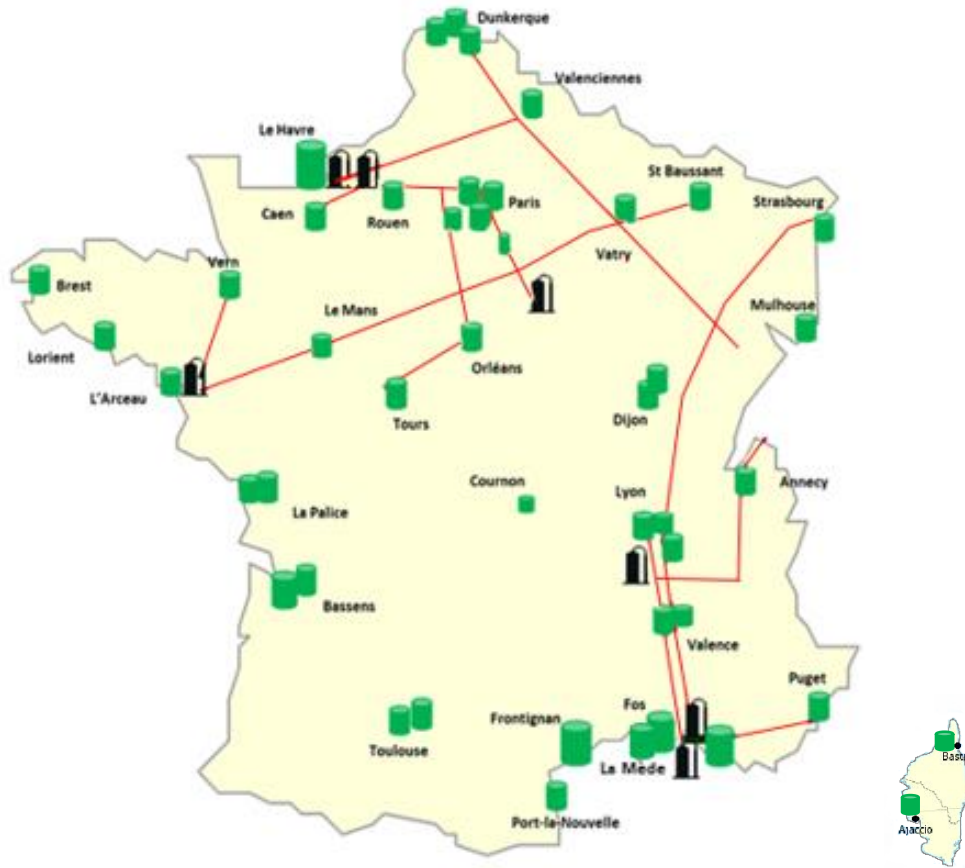 Dunkerque
Valenciennes
Le Havre
St Baussant
Strasbourg
Caen
Rouen
Paris
Vatry
Vern
Brest
Le Mans
Mulhouse
Lorient
Orléans
L'Arceau
Tours
Dijon
Cournon
Lyon
Annecy
La Palice
Bassens
Valence
Puget
Fos
Frontignan
Toulouse
La Mède
Port-la-Nouvelle
Ajaccio